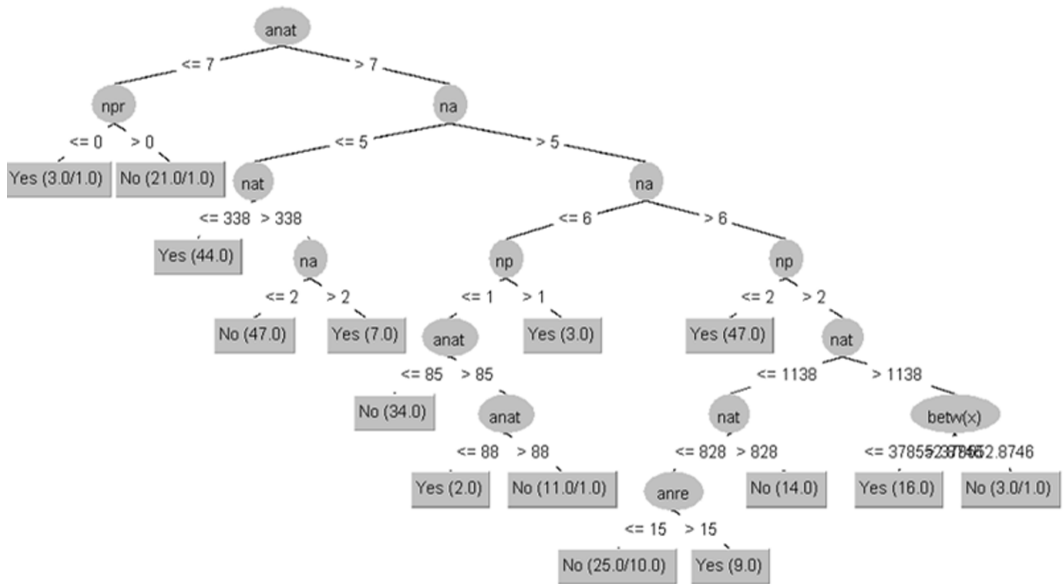 anat
<= 7 > 7
npr na
<= 0 > 0 <= 5 > 5
Yes (3.0/1.0) No (21.0/1.0) nat na
<= 338 > 338 <= 6 > 6
Yes (44.0) na np np
<= 2 > 2 <= 1 > 1 <= 2 > 2
No (47.0) Yes (7.0) anat Yes (3.0) Yes (47.0) nat
<= 85 > 85 <= 1138 > 1138
No (34.0) anat nat betw(x)
<= 88 > 88 <= 828 > 828 <=
Yes (2.0) No (11.0/1.0) anre No (14.0) Yes (16.0) No (3.0/1.0)
<= 15 > 15
No (25.0/10.0) Yes (9.0)